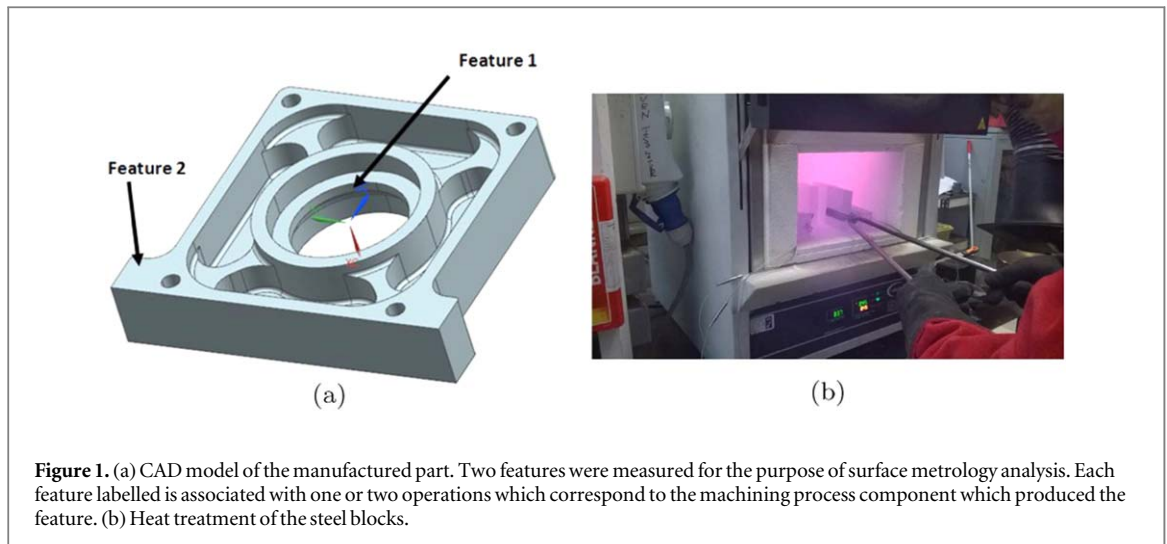 Feature 1
Feature 2
(a)
(b)
Figure 1. (a) CAD model of the manufactured part. Two features were measured for the purpose of surface metrology analysis. Each
feature labelled is associated with one or two operations which correspond to the machining process component which produced the
feature. (b) Heat treatment of the steel blocks.